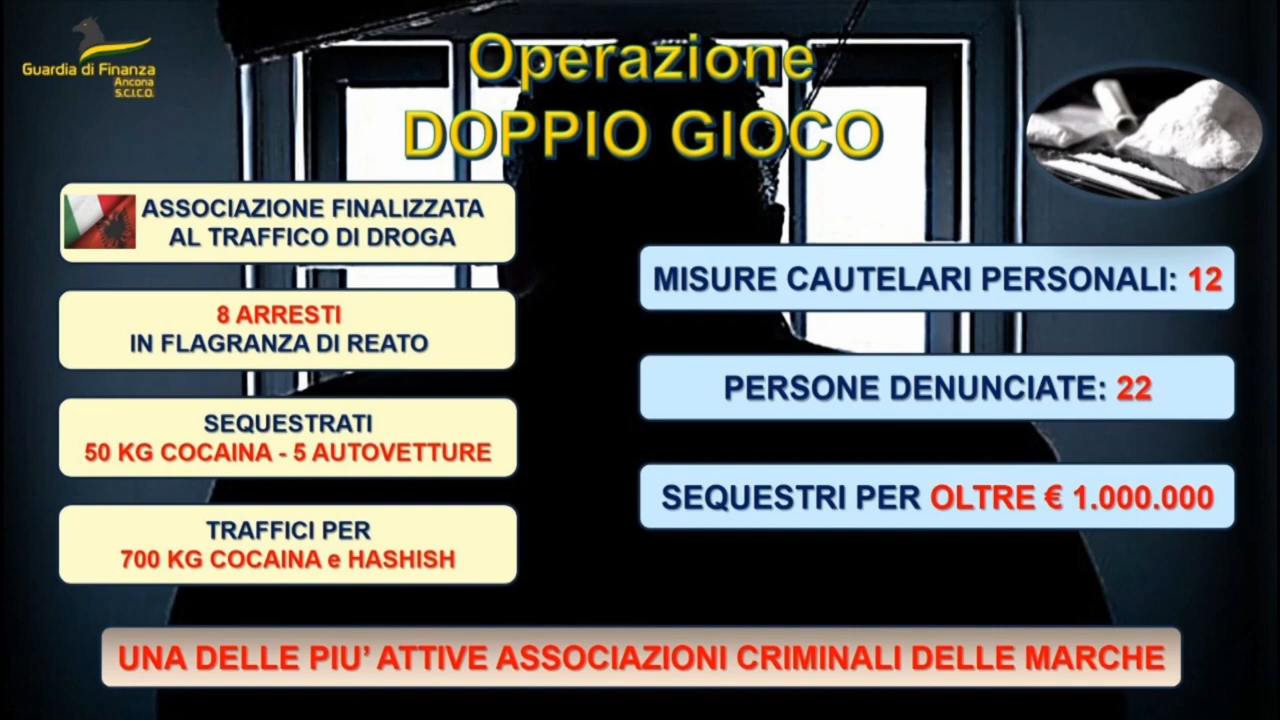 Guardia di Finanza
Ancona
S.C.I.C.O.
Operazione
DOPPIO GIOCO
ASSOCIAZIONE FINALIZZATA
AL TRAFFICO DI DROGA
8 ARRESTI
IN FLAGRANZA DI REATO
SEQUESTRATI
50 KG COCAINA - 5 AUTOVETTURE
TRAFFICI PER
700 KG COCAINA e HASHISH
MISURE CAUTELARI PERSONALI: 12
PERSONE DENUNCIATE: 22
SEQUESTRI PER OLTRE € 1.000.000
UNA DELLE PIU’ ATTIVE ASSOCIAZIONI CRIMINALI DELLE MARCHE